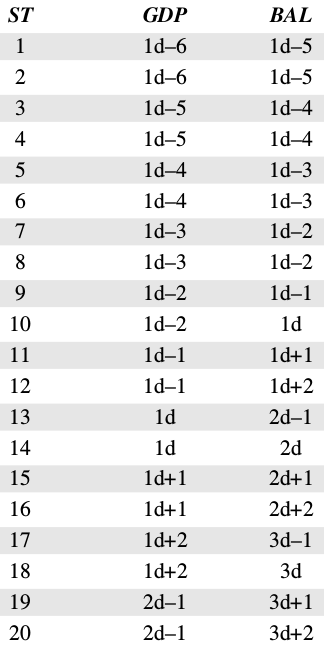 ST GDP BAL
1 1d–6 1d–5
2 1d–6 1d–5
3 1d–5 1d–4
4 1d–5 1d–4
5 1d–4 1d–3
6 1d–4 1d–3
7 1d–3 1d–2
8 1d–3 1d–2
9 1d–2 1d–1
10 1d–2 1d
11 1d–1 1d+1
12 1d–1 1d+2
13 1d 2d–1
14 1d 2d
15 1d+1 2d+1
16 1d+1 2d+2
17 1d+2 3d–1
18 1d+2 3d
19 2d–1 3d+1
20 2d–1 3d+2